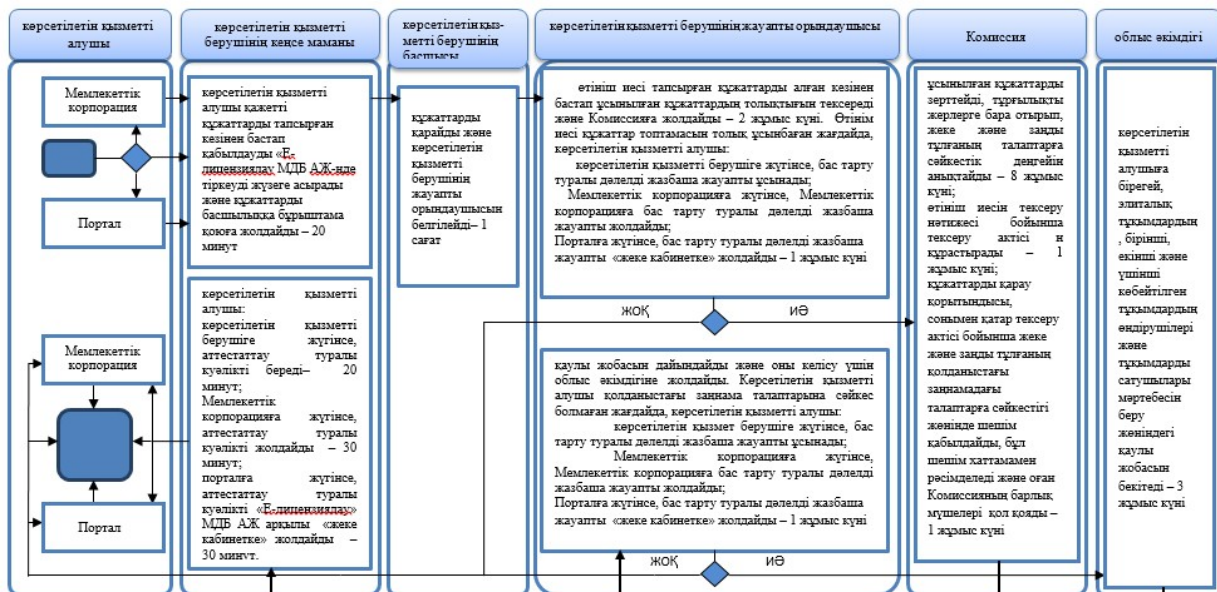 көрсетілетін қызметті
алушы
көрсетілетін қызметті
берушінің кеңсе маманы
көрсетілетін қыз-
метті берушінің
басшысы
көрсетілетін қызметті берушінің жауапты орындаушысы
Комиссия
облыс әкімдігі
Мемлекеттік
корпорация
Портал
көрсетілетін қызметті
алушы қажетті
құжаттарды тапсырған
кезінен бастап
қабылдауды «Е-
лицензиялау МДБ АЖ-нде
тіркеуді жүзеге асырады
және құжаттарды
басшылыққа бұрыштама
қоюға жолдайды – 20
минут
құжаттарды
қарайды және
көрсетілетін
қызметті
берушінің
жауапты
орындаушысын
белгілейді– 1
сағат
өтініш иесі тапсырған құжаттарды алған кезінен
бастап ұсынылған құжаттардың толықтығын тексереді
және Комиссияға жолдайды – 2 жұмыс күні. Өтінім
иесі құжаттар топтамасын толық ұсынбаған жағдайда,
көрсетілетін қызметті алушы:
көрсетілетін қызметті берушіге жүгінсе, бас тарту
туралы дәлелді жазбаша жауапты ұсынады;
Мемлекеттік корпорацияға жүгінсе, Мемлекеттік
корпорацияға бас тарту туралы дәлелді жазбаша
жауапты жолдайды;
Порталға жүгінсе, бас тарту туралы дәлелді жазбаша
жауапты «жеке кабинетке» жолдайды – 1 жұмыс күні
ЖОҚ
ИӘ
ұсынылған құжаттарды
зерттейді, тұрғылықты
жерлерге бара отырып,
жеке және заңды
тұлғаның талаптарға
сәйкестік деңгейін
анықтайды – 8 жұмыс
күні;
өтініш иесін тексеру
нәтижесі бойынша
тексеру актісі н
құрастырады – 1
жұмыс күні;
құжаттарды қарау
қорытындысы,
сонымен қатар тексеру
актісі бойынша жеке
және заңды тұлғаның
қолданыстағы
заңнамадағы
талаптарға сәйкестігі
жөнінде шешім
қабылдайды, бұл
шешім хаттамамен
рәсімделеді және оған
Комиссияның барлық
мүшелері қол қояды –
1 жұмыс күні
көрсетілетін
қызметті
алушыға
бірегей,
элиталық
тұқымдардың
, бірінші,
екінші және
үшінші
көбейтілген
тұқымдардың
өндірушілері
және
тұқымдарды
сатушылары
мәртебесін
беру
жөніндегі
қаулы
жобасын
бекітеді – 3
жұмыс күні
Мемлекеттік
корпорация
Портал
көрсетілетін қызметті
алушы:
көрсетілетін қызметті
берушіге жүгінсе,
аттестаттау туралы
куәлікті береді– 20
минут;
Мемлекеттік
корпорацияға жүгінсе,
аттестаттау туралы
куәлікті жолдайды – 30
минут;
порталға жүгінсе,
аттестаттау туралы
куәлікті «Е-лицензиялау»
МДБ АЖ арқылы «жеке
кабинетке» жолдайды –
30 минут.
қаулы жобасын дайындайды және оны келісу үшін
облыс әкімдігіне жолдайды. Көрсетілетін қызметті
алушы қолданыстағы заңнама талаптарына сәйкес
болмаған жағдайда, көрсетілетін қызметті алушы:
көрсетілетін қызмет берушіге жүгінсе, бас
тарту туралы дәлелді жазбаша жауапты ұсынады;
Мемлекеттік корпорацияға жүгінсе,
Мемлекеттік корпорацияға бас тарту туралы дәлелді
жазбаша жауапты жолдайды;
Порталға жүгінсе, бас тарту туралы дәлелді жазбаша
жауапты «жеке кабинетке» жолдайды – 1 жұмыс күні
ЖОҚ
ИӘ